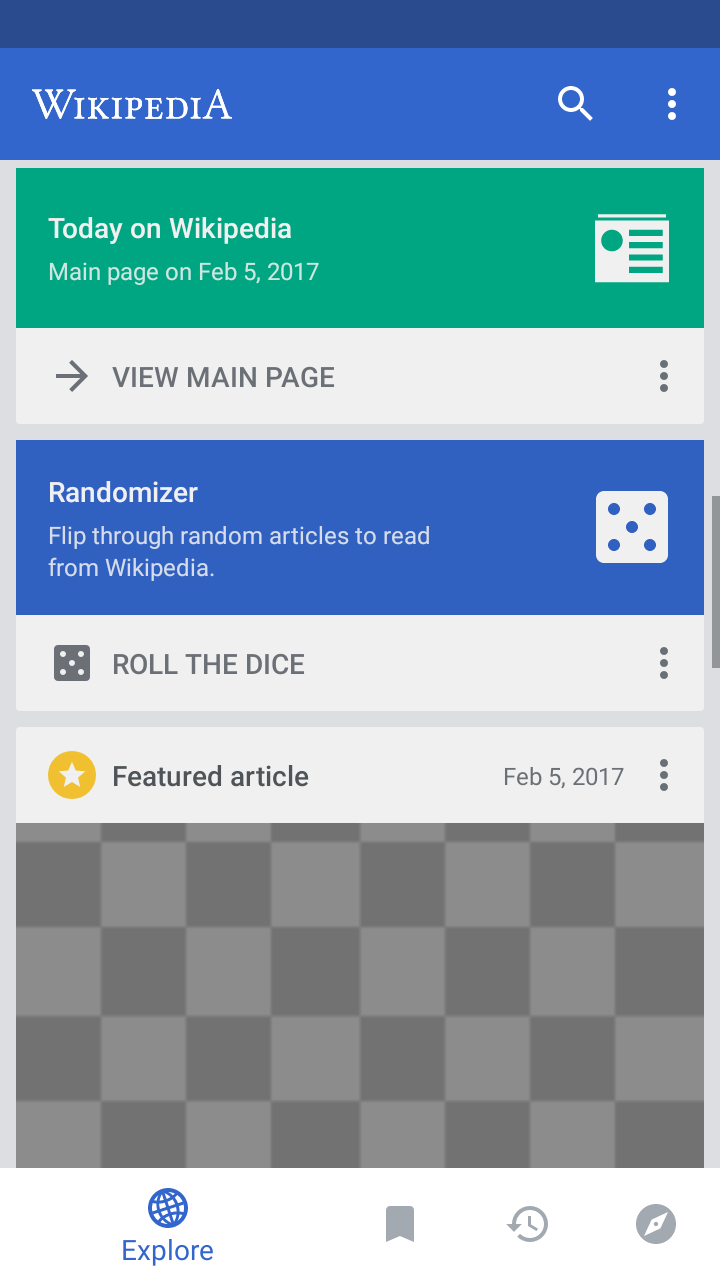 WIKIPEDIA
Today on Wikipedia
Main page on Feb 5, 2017
VIEW MAIN PAGE
Randomizer
Flip through random articles to read
from Wikipedia.
ROLL THE DICE
Featured article
Feb 5, 2017
Explore